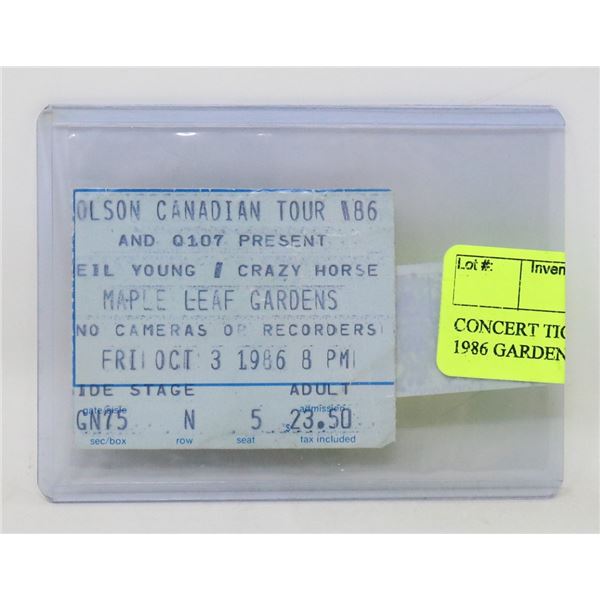 OLSON CANADIAN TOUR '86
AND Q107 PRESENT
EIL YOUNG / CRAZY HORSE
MAPLE LEAF GARDENS
NO CAMERAS OR RECORDERS
FRI OCT 3 1986 8 PM
IDE STAGE ADULT
gate/aisle admission
GN75 N 5 $23.50
sec/box row seat tax included
Lot #: Inven
CONCERT TIC
1986 GARDEN